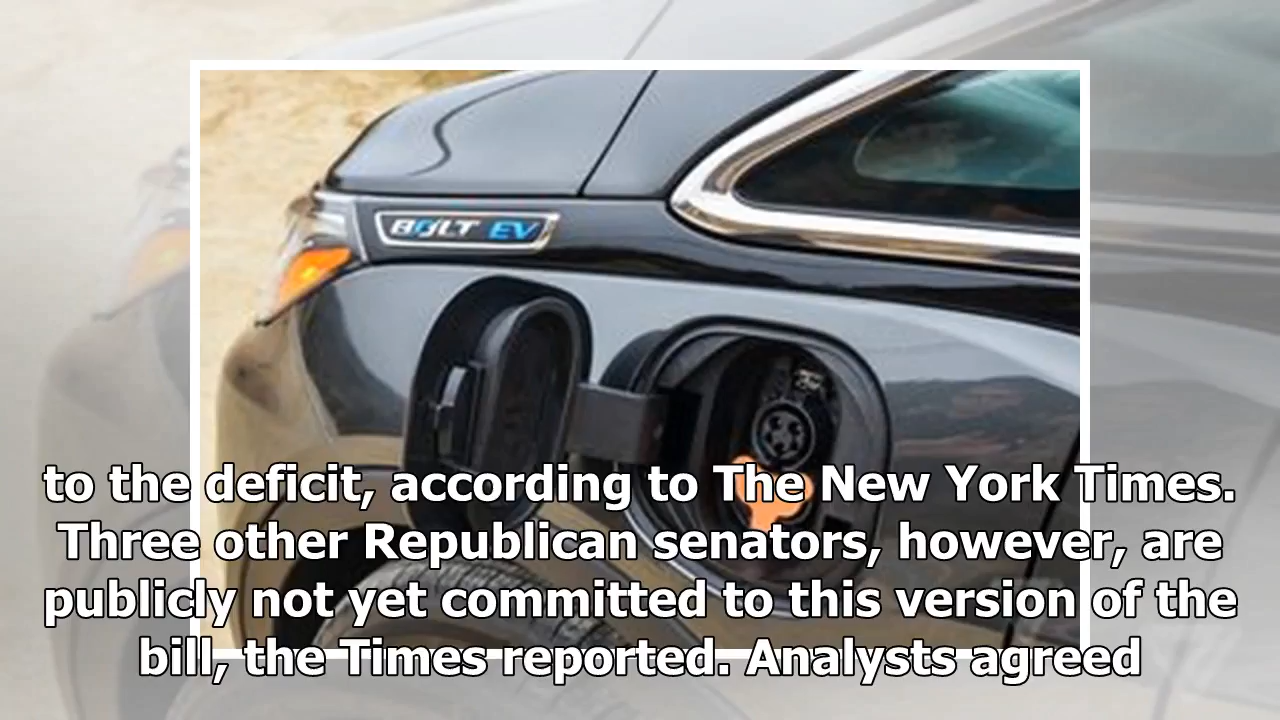 BOLT EV
to the deficit, according to The New York Times.
Three other Republican senators, however, are
publicly not yet committed to this version of the
bill, the Times reported. Analysts agreed